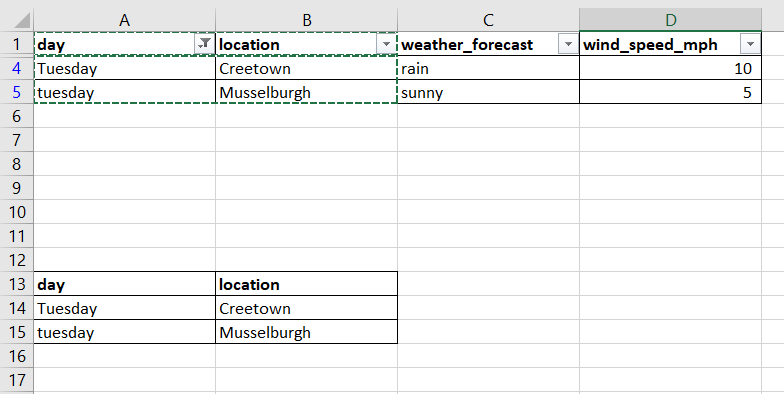 A B C D
1 day location weather_forecast wind_speed_mph
4 Tuesday Creetown rain 10
5 tuesday Musselburgh sunny 5
6
7
8
9
10
11
12
13 day location
14 Tuesday Creetown
15 tuesday Musselburgh
16
17